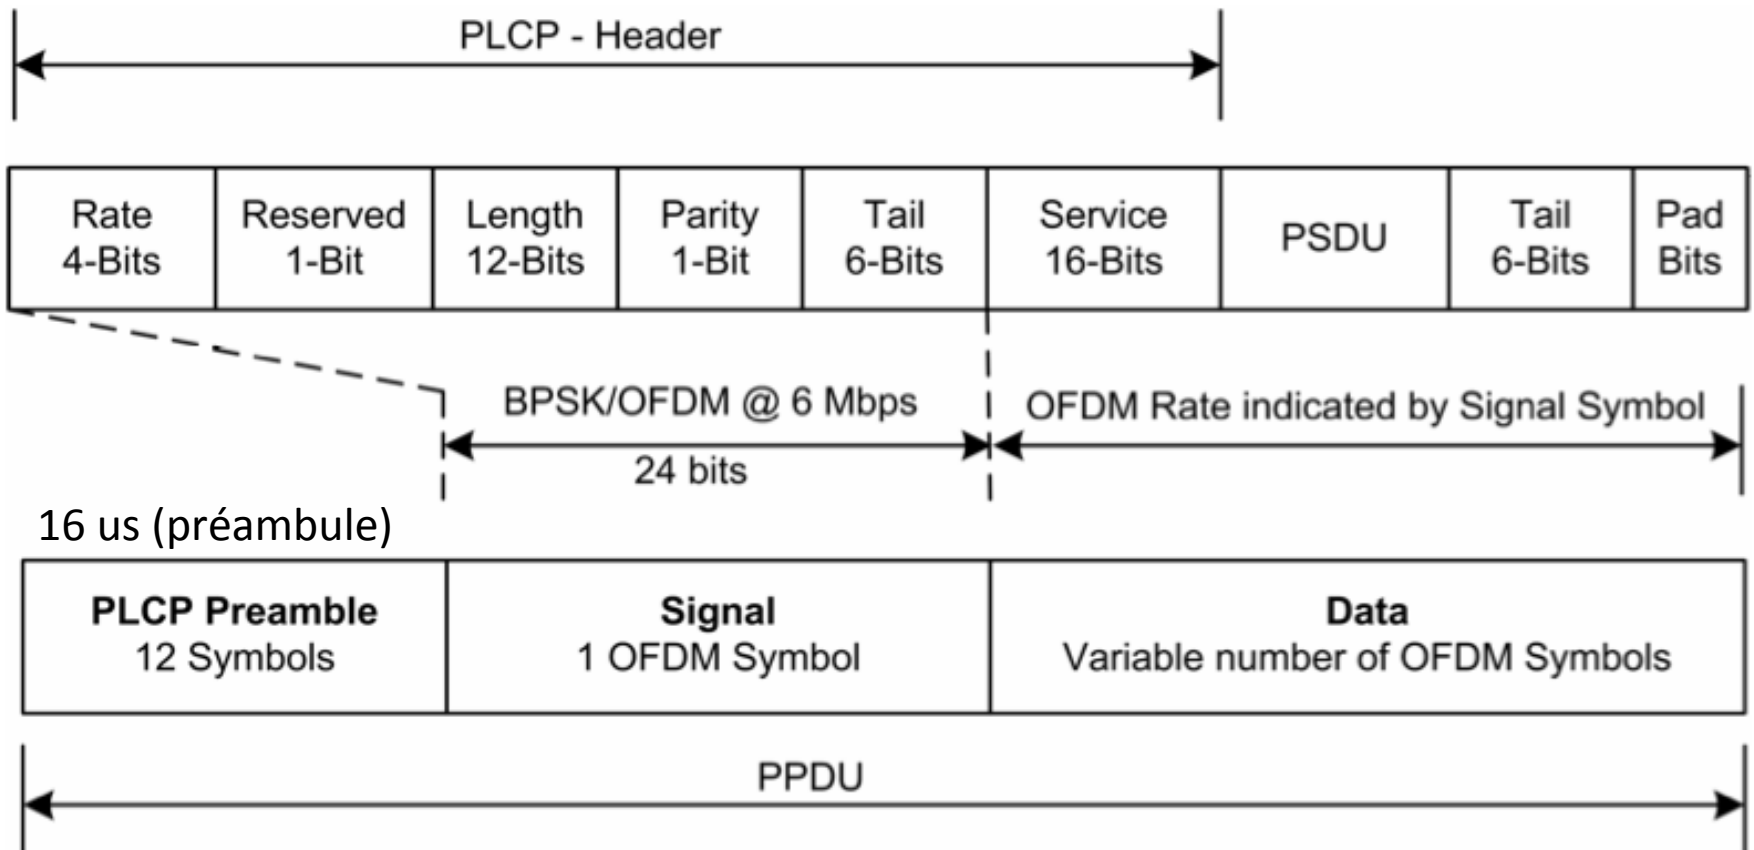 PLCP - Header
Rate
4-Bits
Reserved
1-Bit
Length
12-Bits
Parity
1-Bit
Tail
6-Bits
Service
16-Bits
PSDU
Tail
6-Bits
Pad
Bits
BPSK/OFDM @ 6 Mbps
24 bits
OFDM Rate indicated by Signal Symbol
16 us (préambule)
PLCP Preamble
12 Symbols
Signal
1 OFDM Symbol
Data
Variable number of OFDM Symbols
PPDU